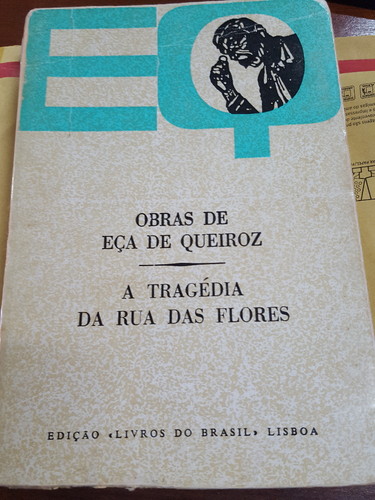 EQ
OBRAS DE
EÇA DE QUEIROZ
A TRAGÉDIA
DA RUA DAS FLORES
EDIÇÃO «LIVROS DO BRASIL» LISBOA